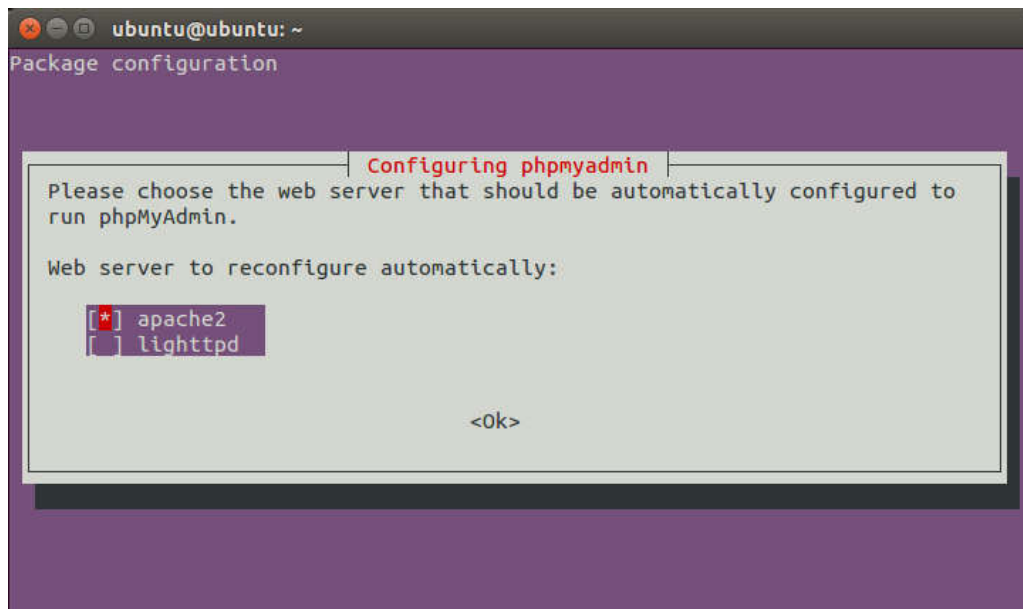 ubuntu@ubuntu: ~
Package configuration
Configuring phpmyadmin
Please choose the web server that should be automatically configured to
run phpMyAdmin.
Web server to reconfigure automatically:
[*] apache2
[ ] lighttpd
<Ok>